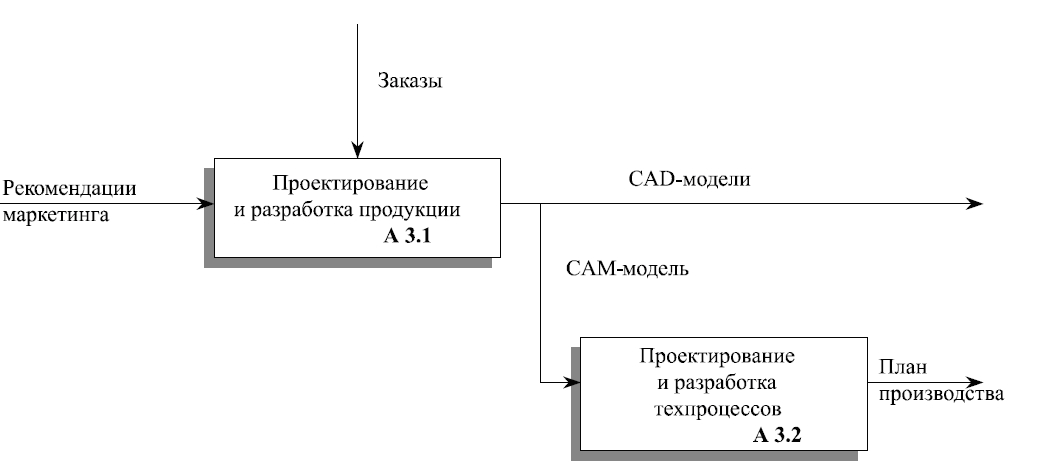 Заказы
Рекомендации
маркетинга
Проектирование
и разработка продукции
А 3.1
CAD-модели
CAM-модель
Проектирование
и разработка
техпроцессов
А 3.2
План
производства